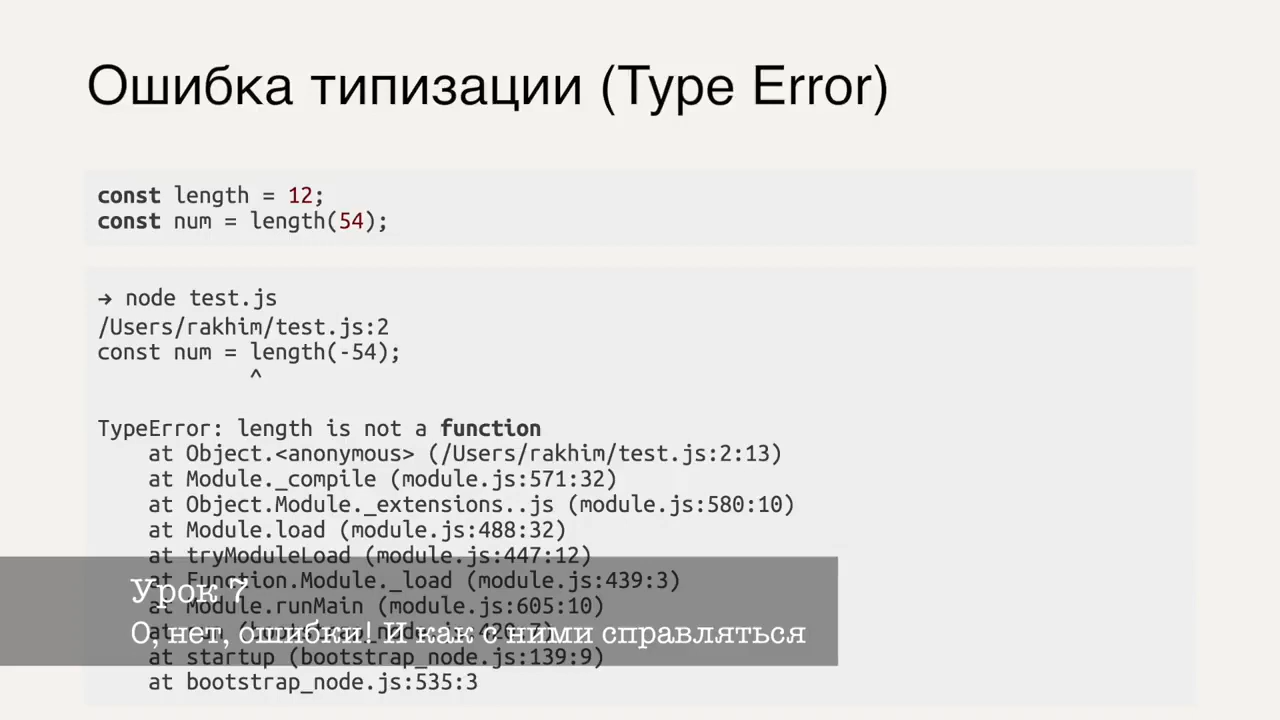 Ошибка типизации (Type Error)
const length = 12;
const num = length(54);
→ node test.js
/Users/rakhim/test.js:2
const num = length(-54);
^
TypeError: length is not a function
at Object.<anonymous> (/Users/rakhim/test.js:2:13)
at Module._compile (module.js:571:32)
at Object.Module._extensions..js (module.js:580:10)
at Module.load (module.js:488:32)
at tryModuleLoad (module.js:447:12)
at Function.Module._load (module.js:439:3)
Урок 7
at Module.runMain (module.js:605:10)
О, нет, ошибки! И как с ними справляться
at startup (bootstrap_node.js:139:9)
at bootstrap_node.js:535:3